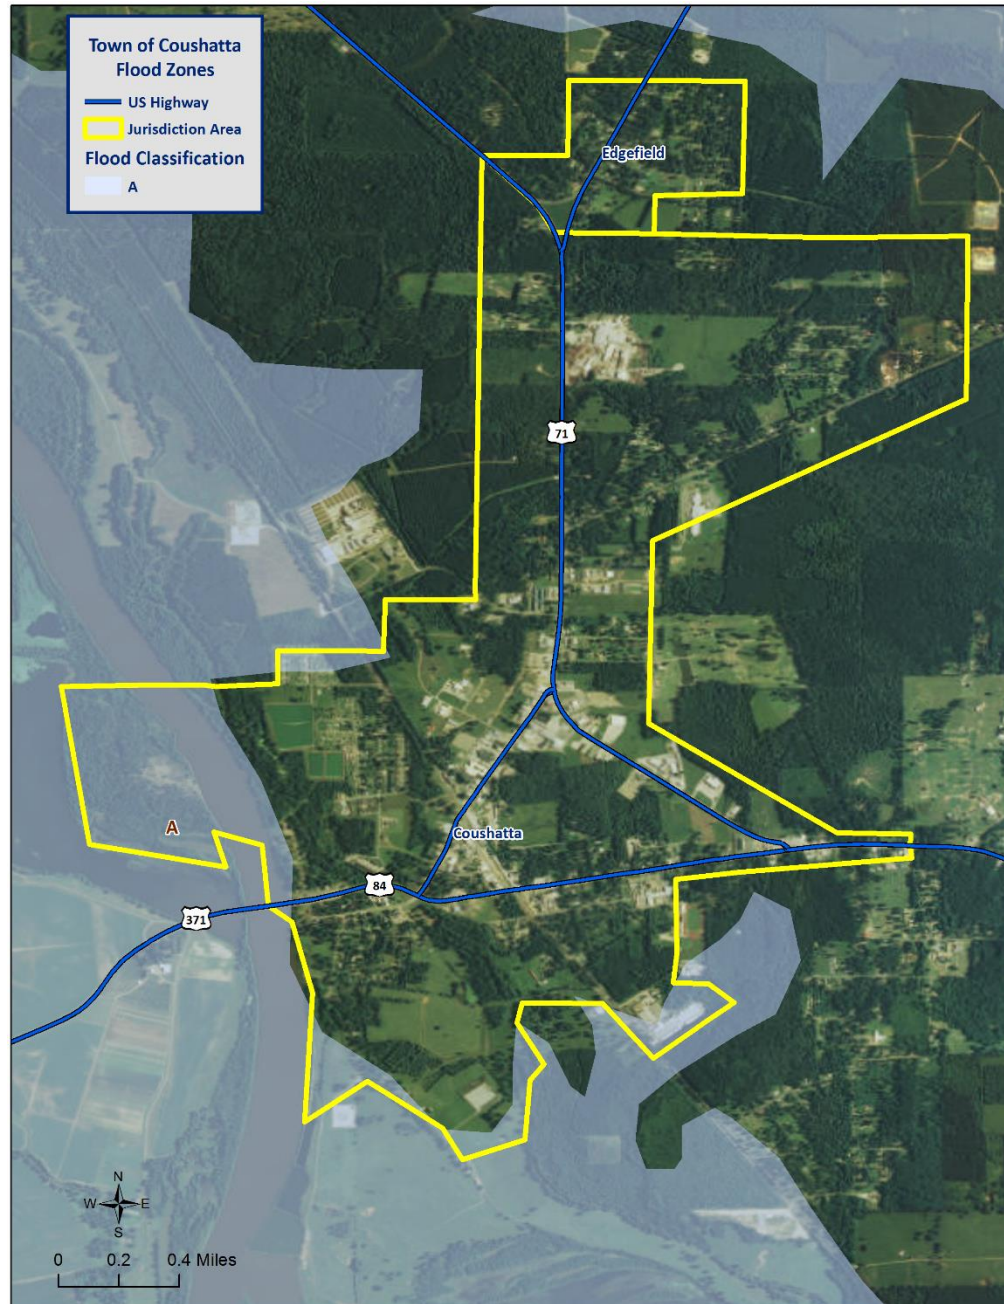 Town of Coushatta
Flood Zones
US Highway
Jurisdiction Area
Flood Classification
A
Edgefield
71
A
Coushatta
84
371
N
W E
S
0 0.2 0.4 Miles